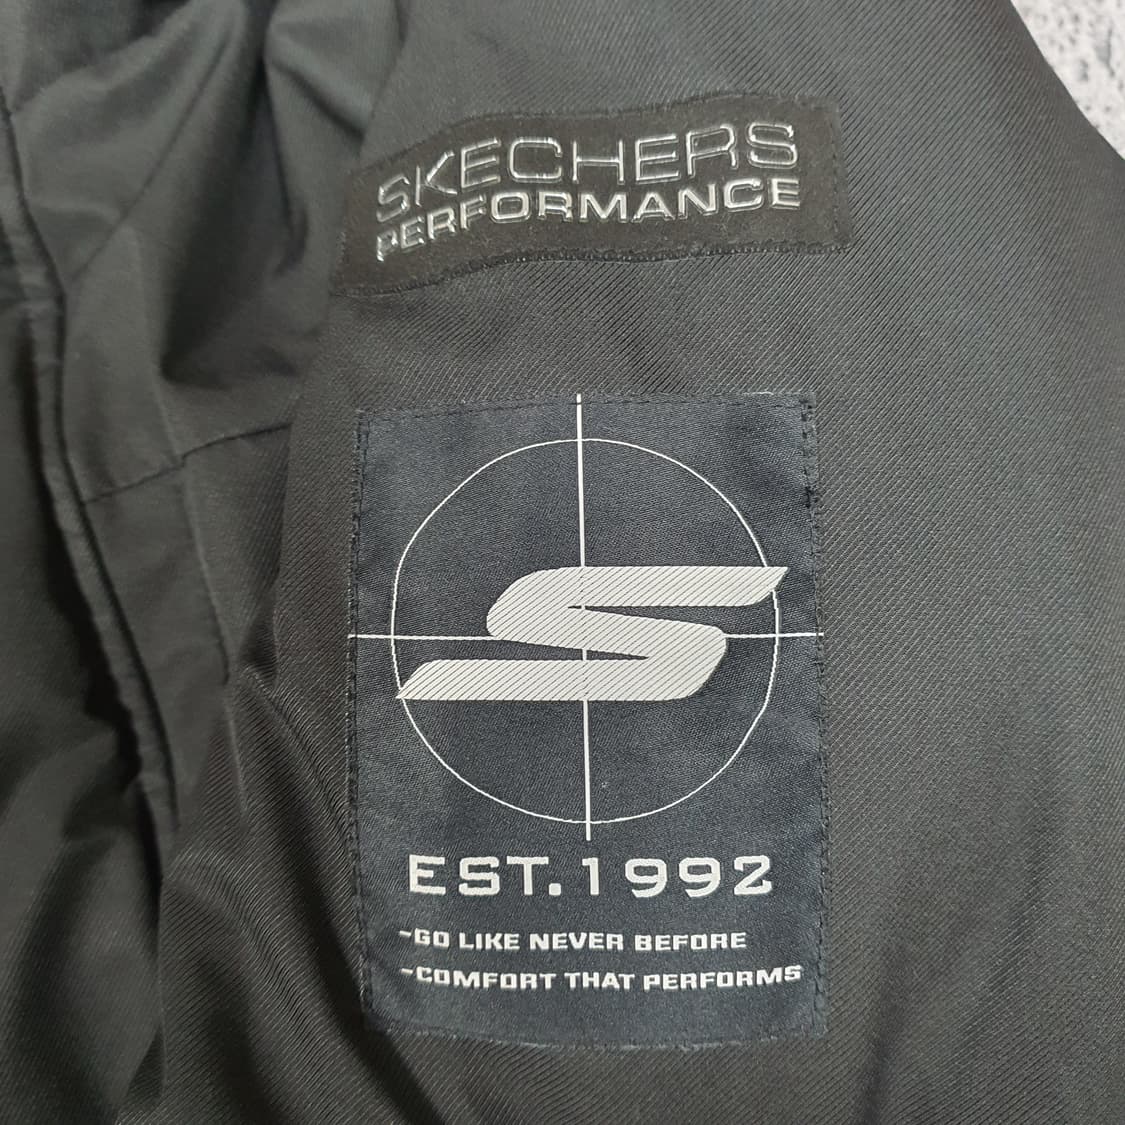 SKECHERS
PERFORMANCE
EST.1992
-GO LIKE NEVER BEFORE
-COMFORT THAT PERFORMS